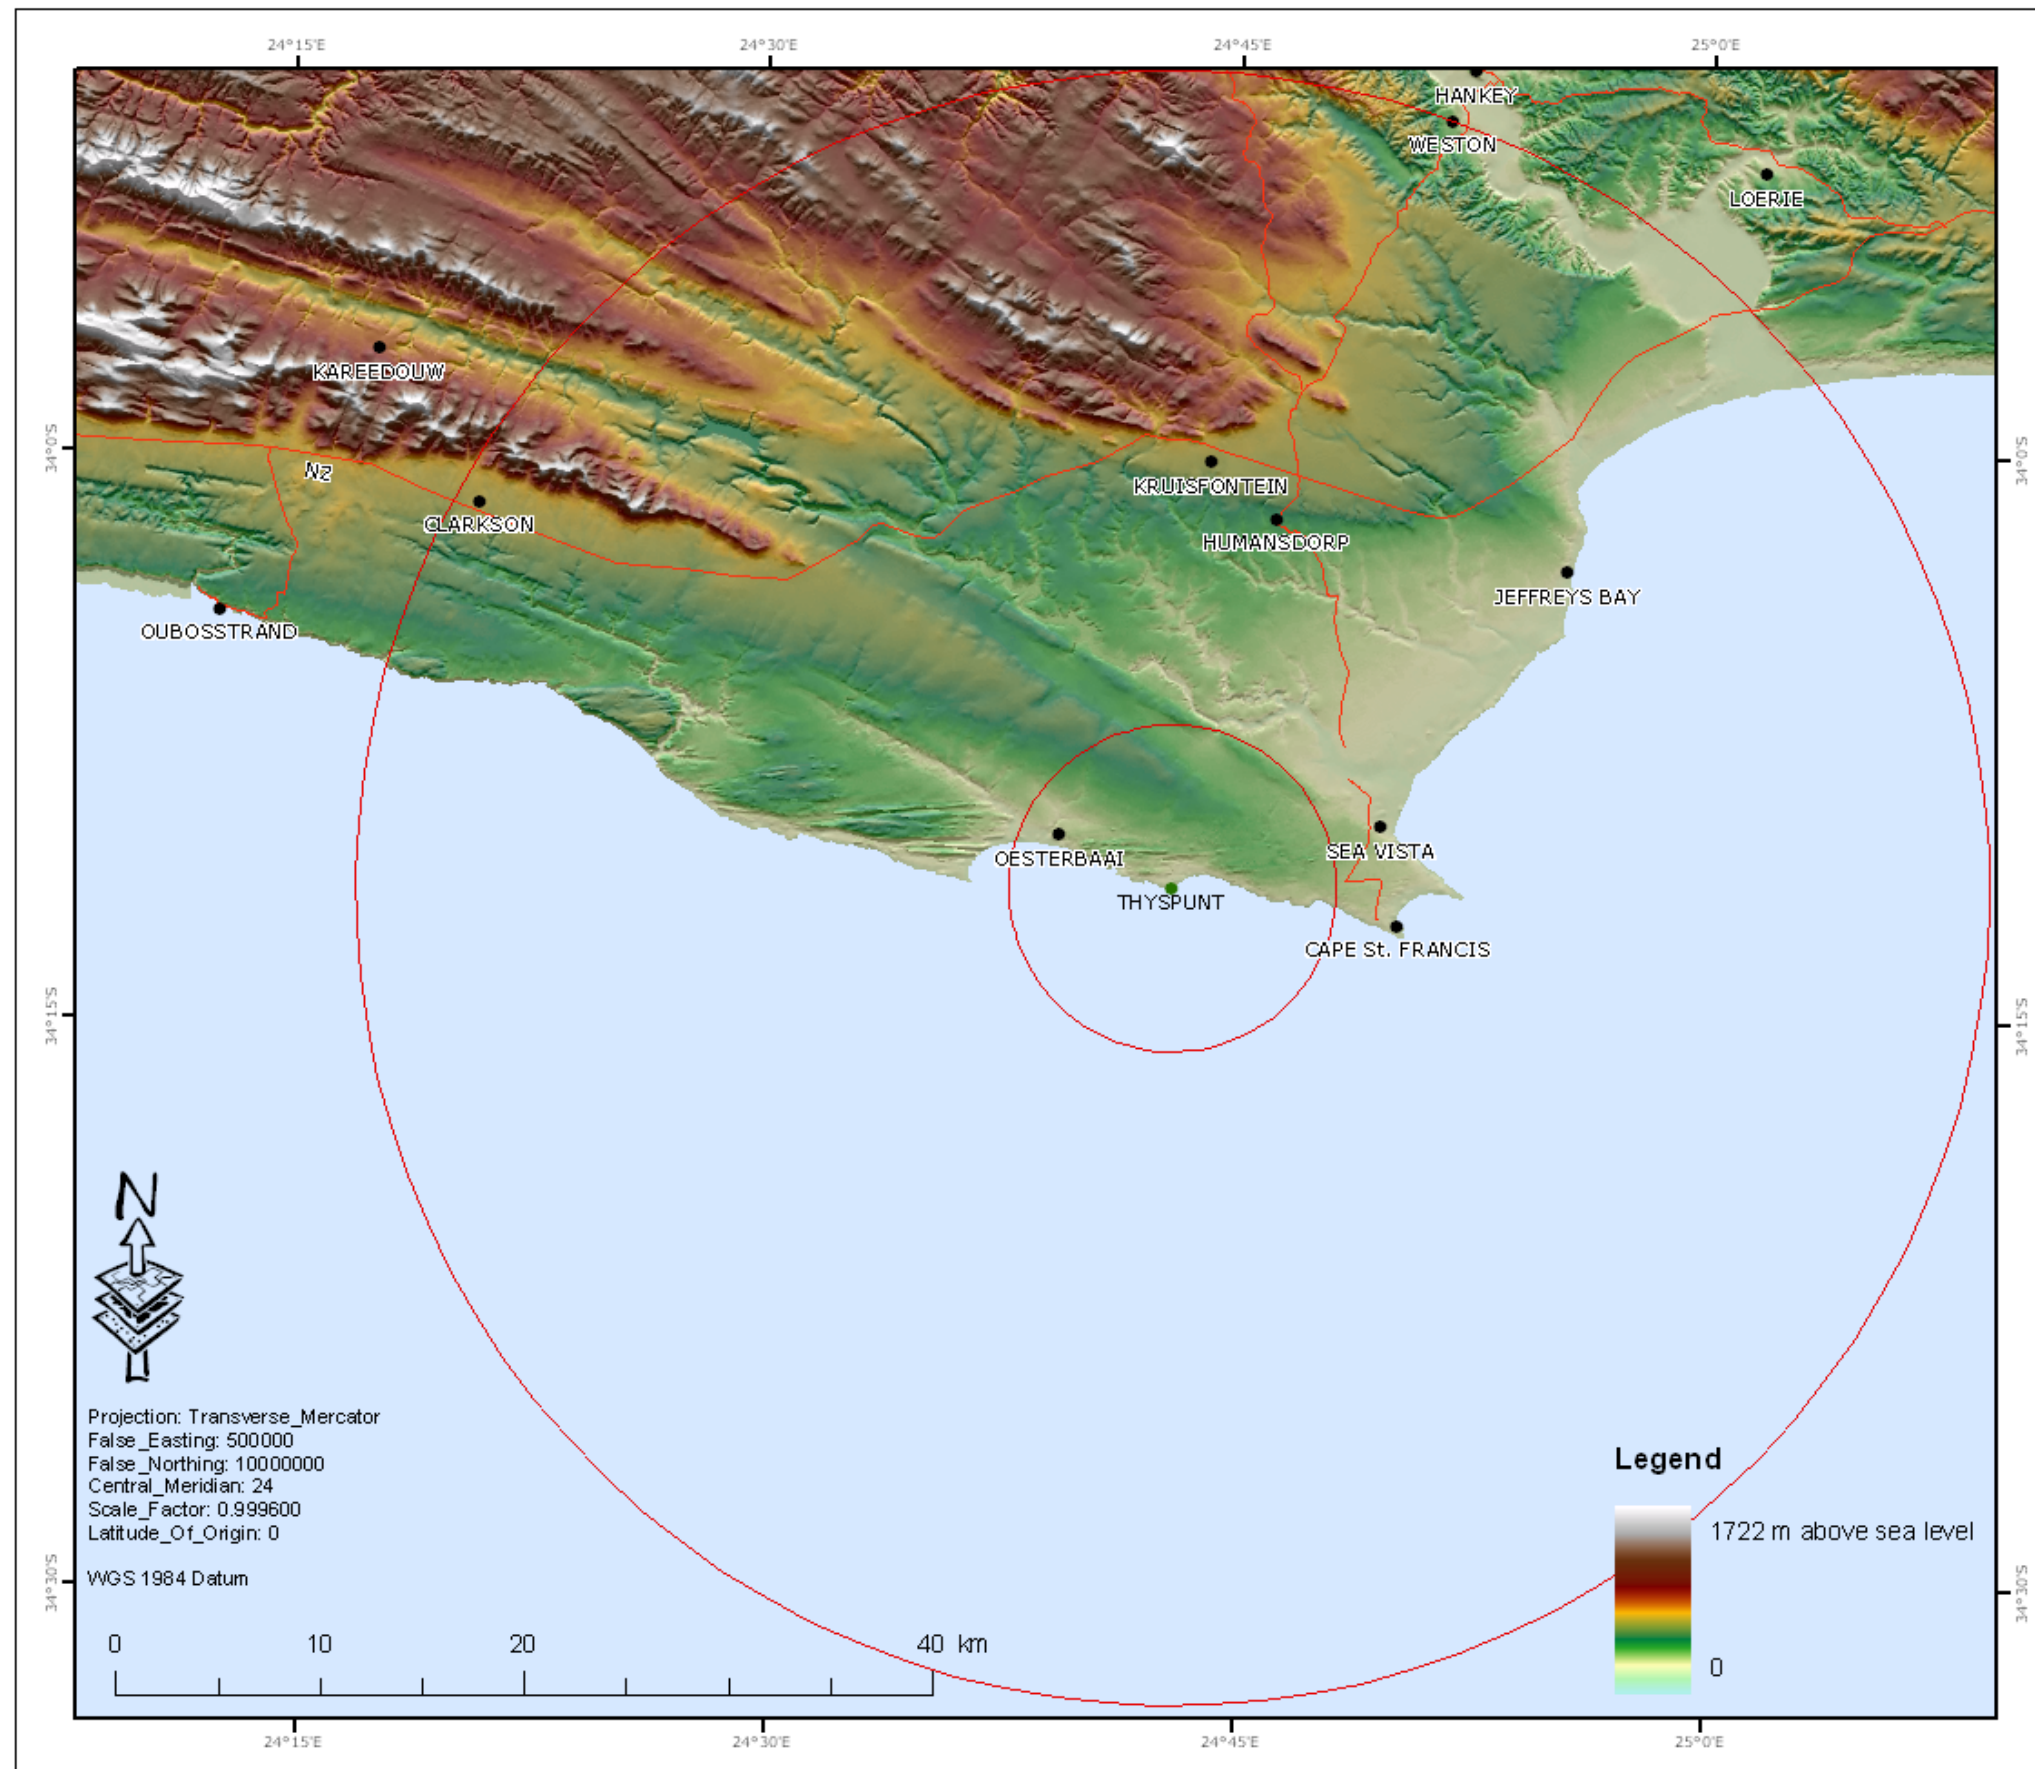 24°15'E 24°30'E 24°45'E 25°0'E
HANKEY
WESTON
LOERIE
KAREEDOUW
34°0'S 34°0'S
N2
KRUISFONTEIN
CLARKSON
HUMANSDORP
JEFFREYS BAY
OUBOSSTRAND
OESTERBAAI
SEA VISTA
THYSPUNT
CAPE St. FRANCIS
34°15'S 34°15'S
N
Projection: Transverse_Mercator
False_Easting: 500000
False_Northing: 10000000
Central_Meridian: 24
Scale_Factor: 0.999600
Latitude_Of_Origin: 0
WGS 1984 Datum
Legend
1722 m above sea level
0
34°30'S 34°30'S
0 10 20 40 km
24°15'E 24°30'E 24°45'E 25°0'E